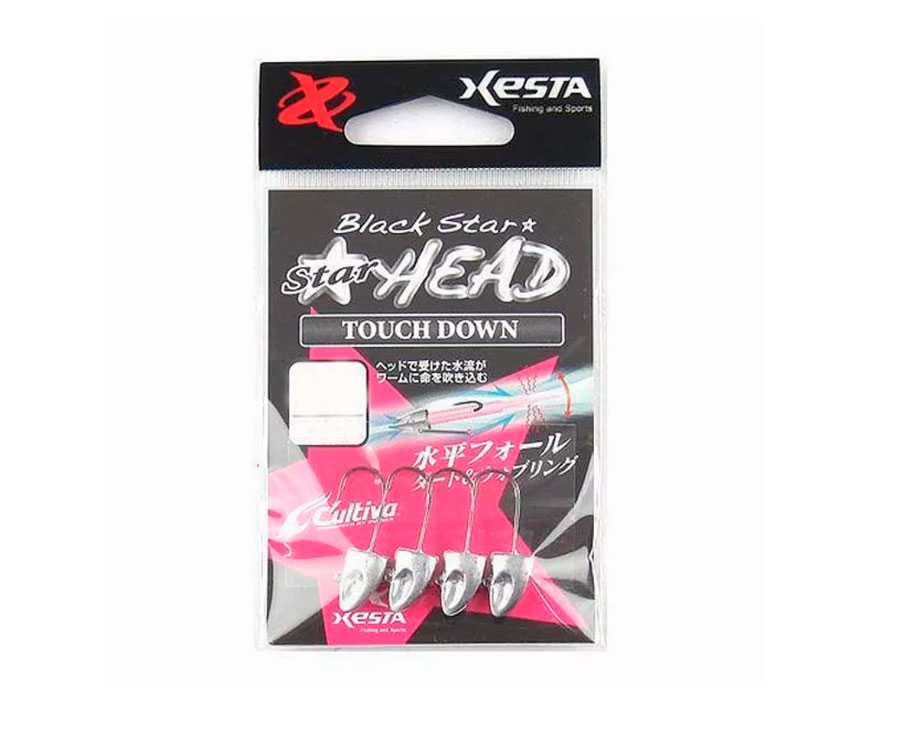 XESTA
Fishing and Sports
Black Star☆
Star HEAD
TOUCH DOWN
ヘッドで受けた水流が
ワームに命を吹き込む
水平フォール
Cultiva
XESTA
Fishing and Sports